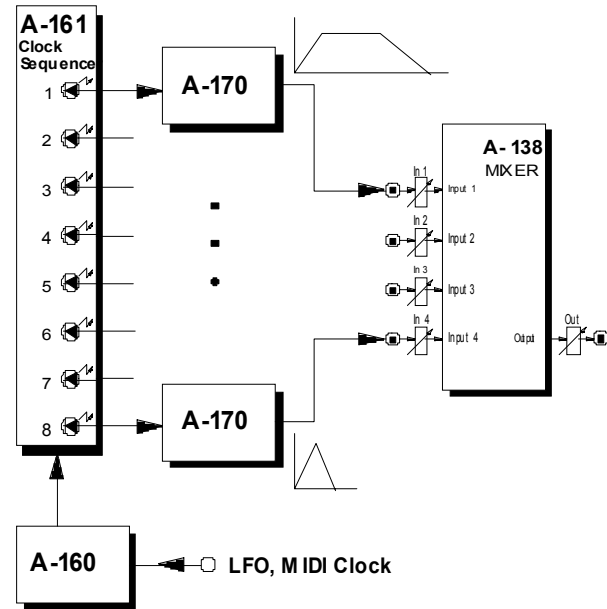 A-161
Clock
Sequence
1
2
3
4
5
6
7
8
A-170
A-170
A-160
LFO, MIDI Clock
A- 138
MIXER
In 1
Input 1
In 2
Input 2
In 3
Input 3
In 4
Input 4
Output
Out